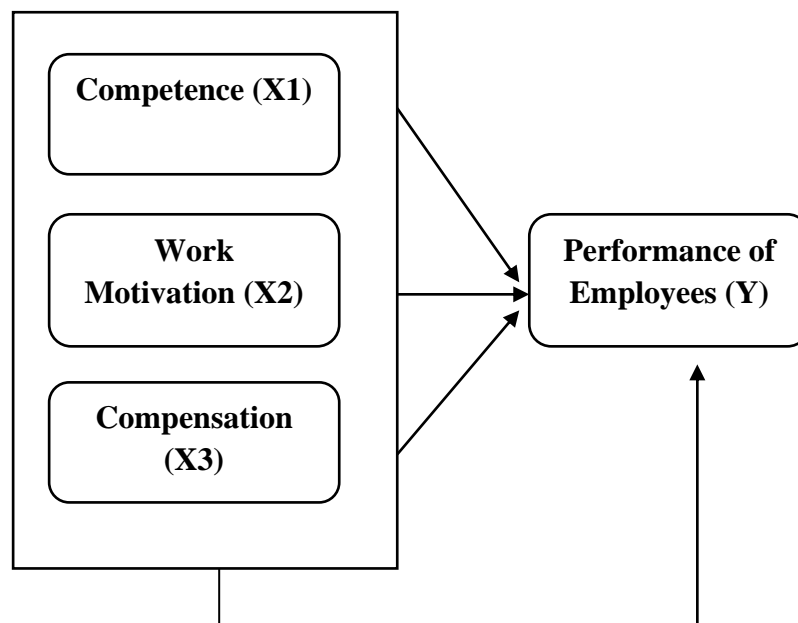 Competence (X1)
Work
Motivation (X2)
Compensation
(X3)
Performance of
Employees (Y)